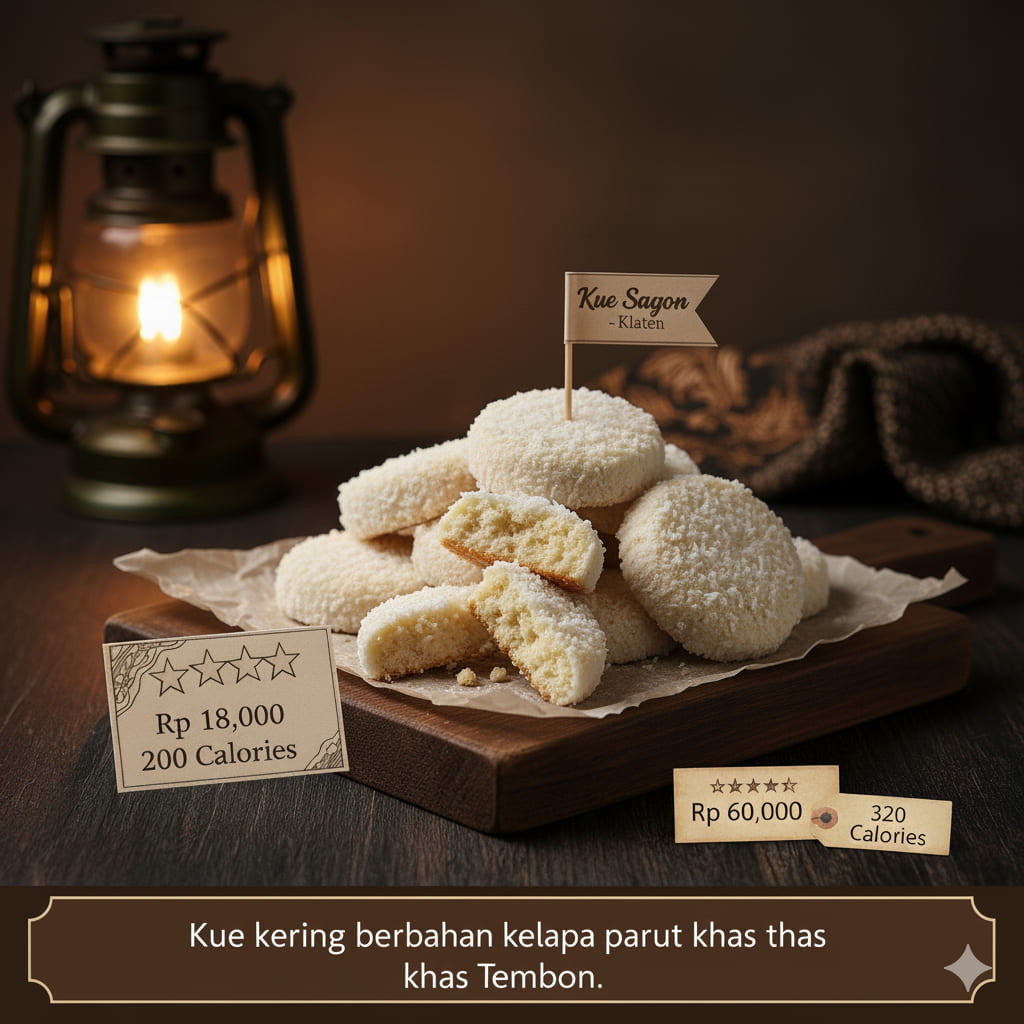 Kue Sagon
- Klaten
Rp 18,000
200 Calories
Rp 60,000
320
Calories
Kue kering berbahan kelapa parut khas thas
khas Tembon.